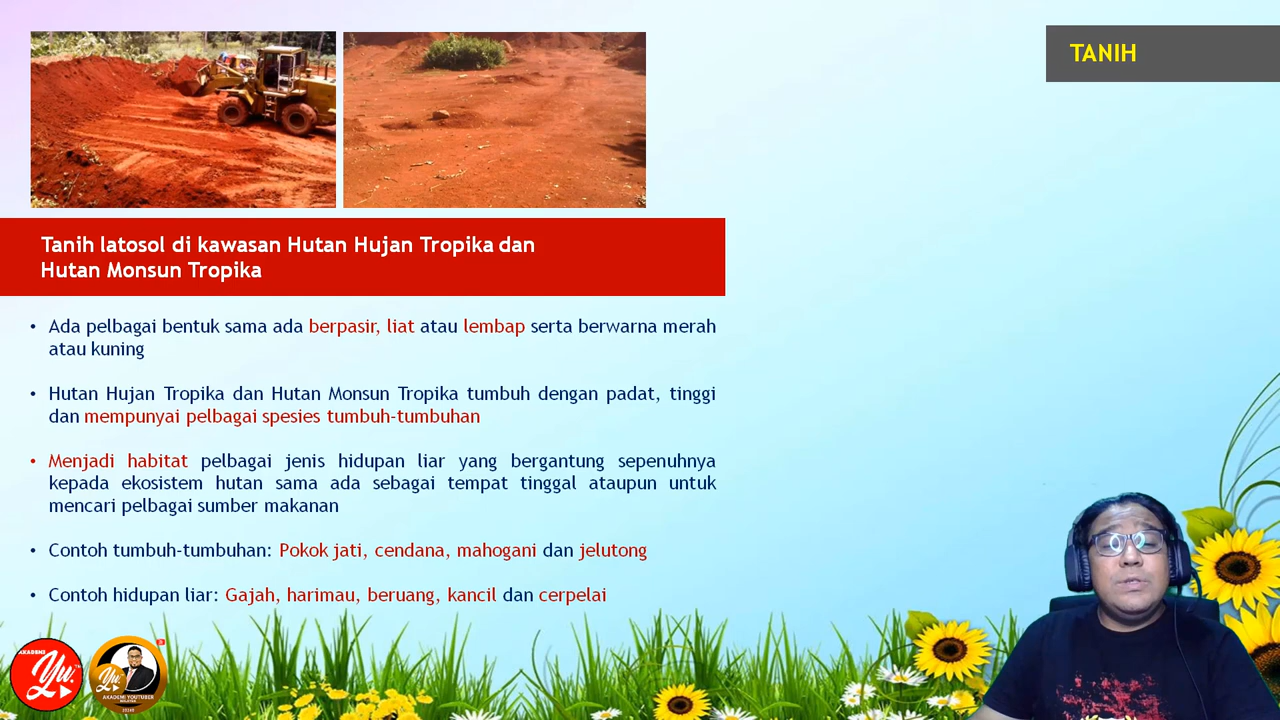 TANIH
Tanih latosol di kawasan Hutan Hujan Tropika dan
Hutan Monsun Tropika
• Ada pelbagai bentuk sama ada berpasir, liat atau lembap serta berwarna merah
atau kuning
• Hutan Hujan Tropika dan Hutan Monsun Tropika tumbuh dengan padat, tinggi
dan mempunyai pelbagai spesies tumbuh-tumbuhan
• Menjadi habitat pelbagai jenis hidupan liar yang bergantung sepenuhnya
kepada ekosistem hutan sama ada sebagai tempat tinggal ataupun untuk
mencari pelbagai sumber makanan
• Contoh tumbuh-tumbuhan: Pokok jati, cendana, mahogani dan jelutong
• Contoh hidupan liar: Gajah, harimau, beruang, kancil dan cerpelai
AKADEMI
Yu.
AKADEMI YOUTUBER